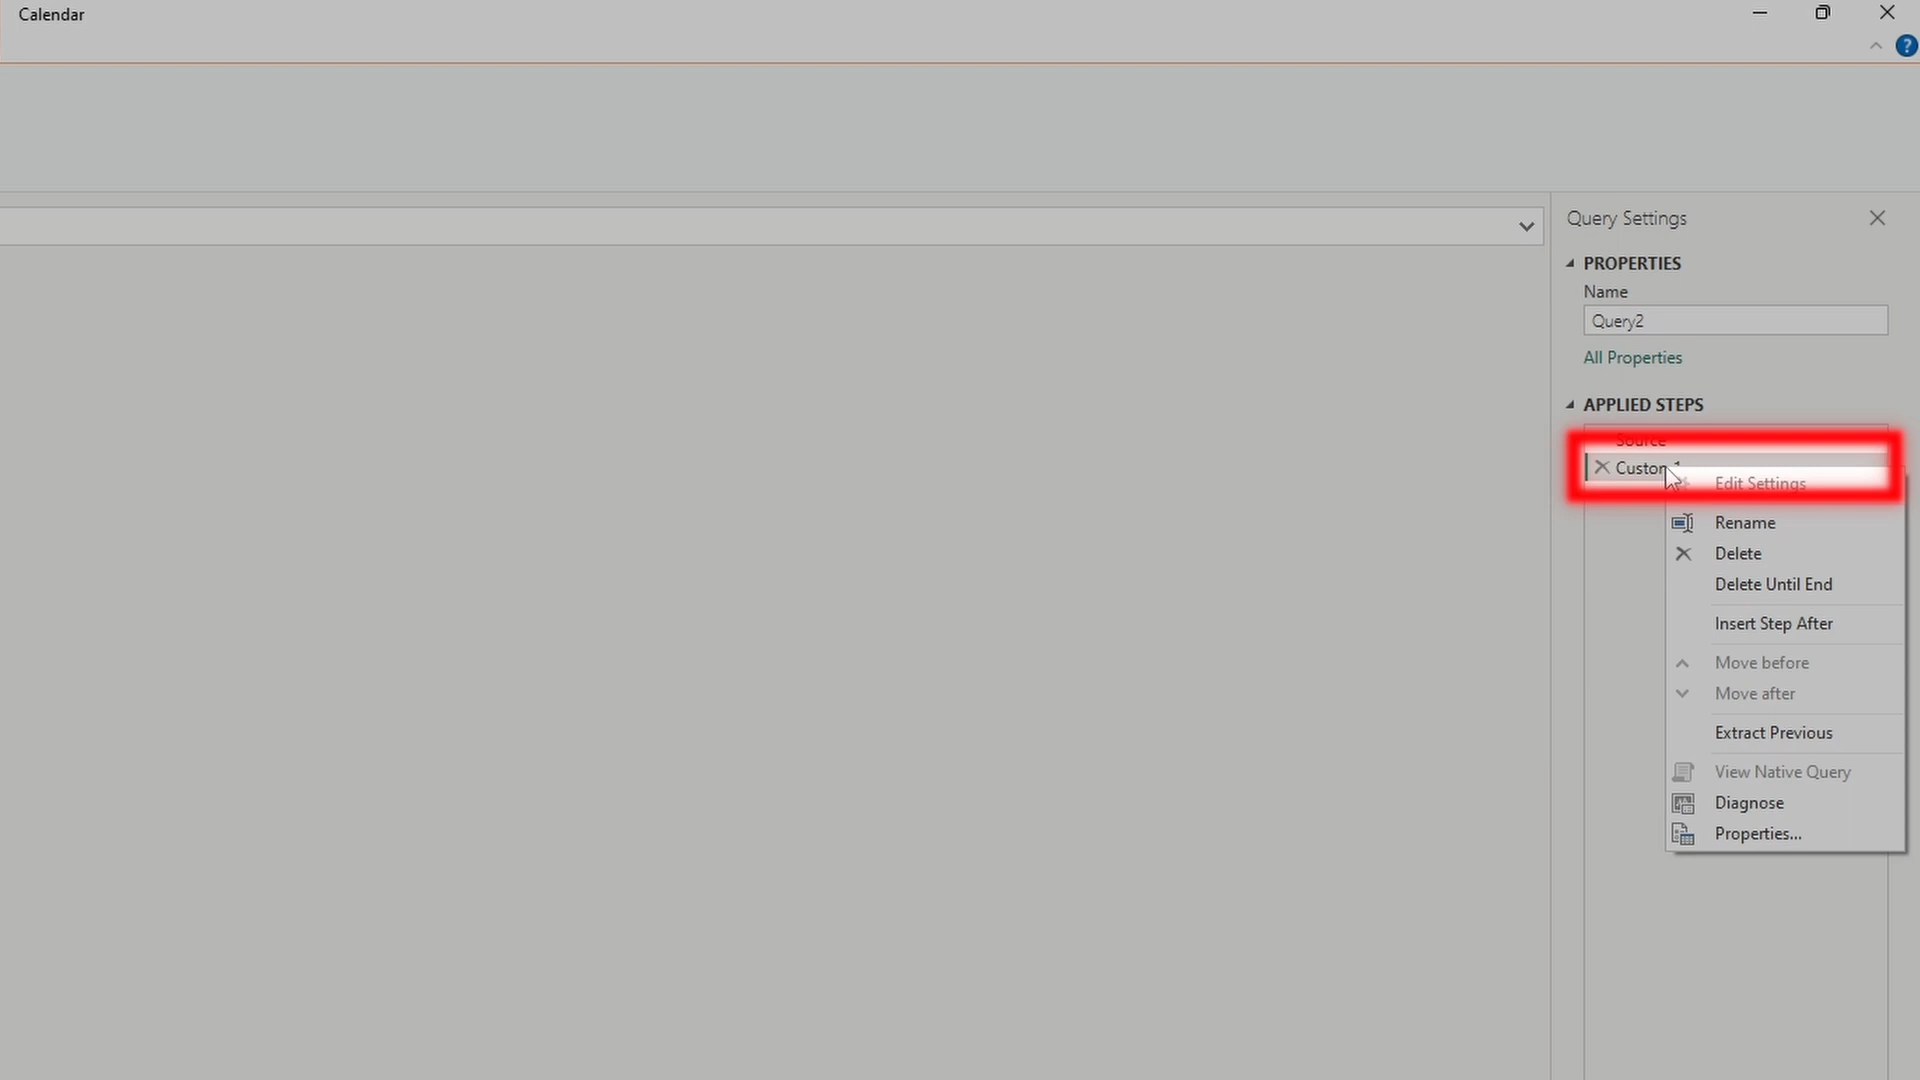 Calendar
?
Query Settings
PROPERTIES
Name
Query2
All Properties
APPLIED STEPS
Source
Custom1
Edit Settings
Rename
Delete
Delete Until End
Insert Step After
Move before
Move after
Extract Previous
View Native Query
Diagnose
Properties...